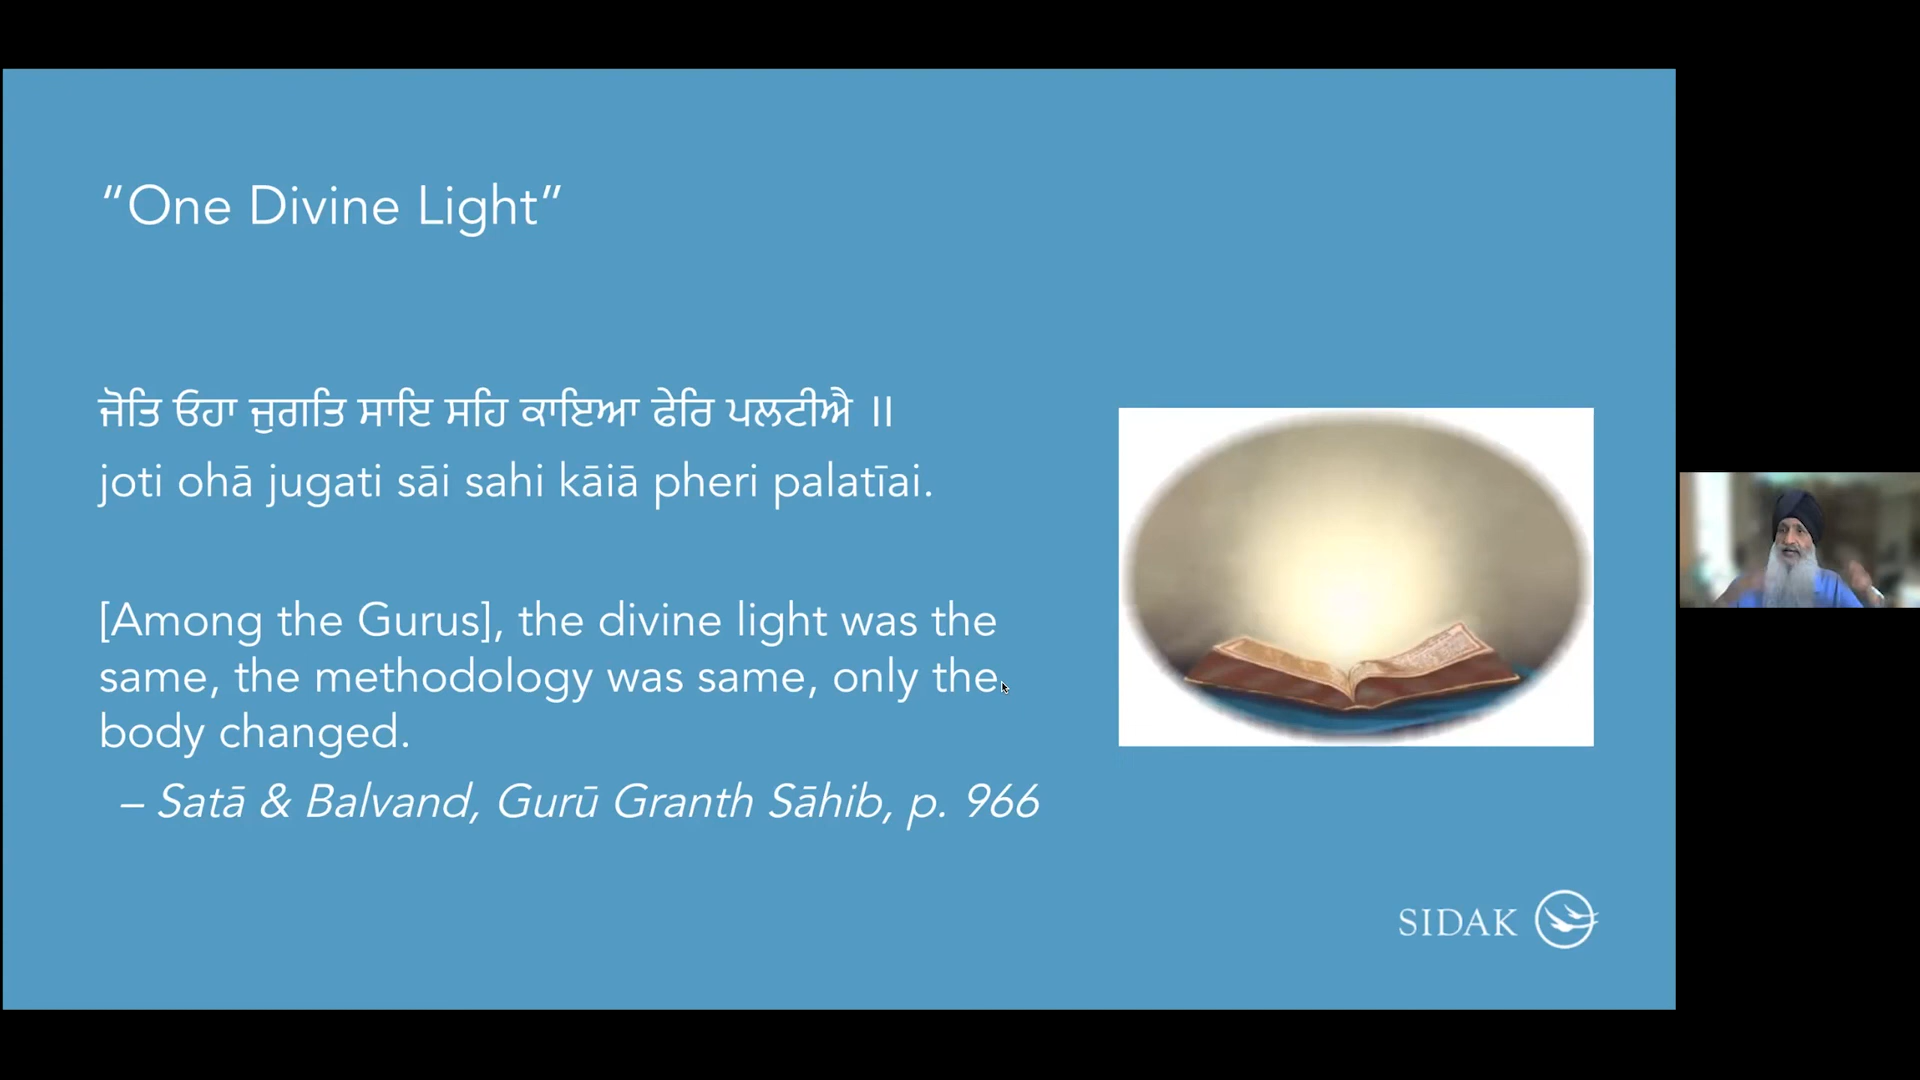 “One Divine Light”
ਜੋਤਿ ਓਹਾ ਜੁਗਤਿ ਸਾਇ ਸਹਿ ਕਾਇਆ ਫੇਰਿ ਪਲਟੀਐ ॥
joti ohā jugati sāi sahi kāiā pheri palatīai.
[Among the Gurus], the divine light was the
same, the methodology was same, only the
body changed.
– Satā & Balvand, Gurū Granth Sāhib, p. 966
SIDAK